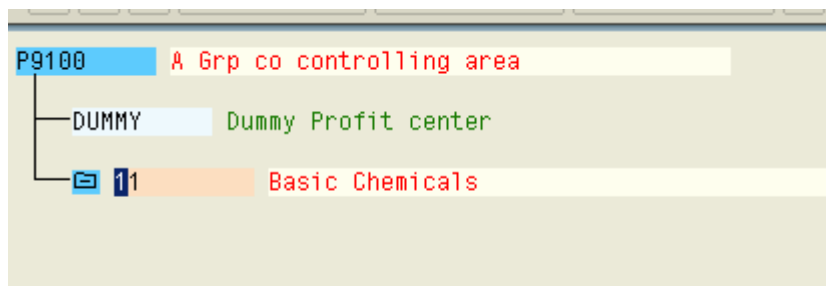 P9100 A Grp co controlling area
DUMMY Dummy Profit center
11 Basic Chemicals